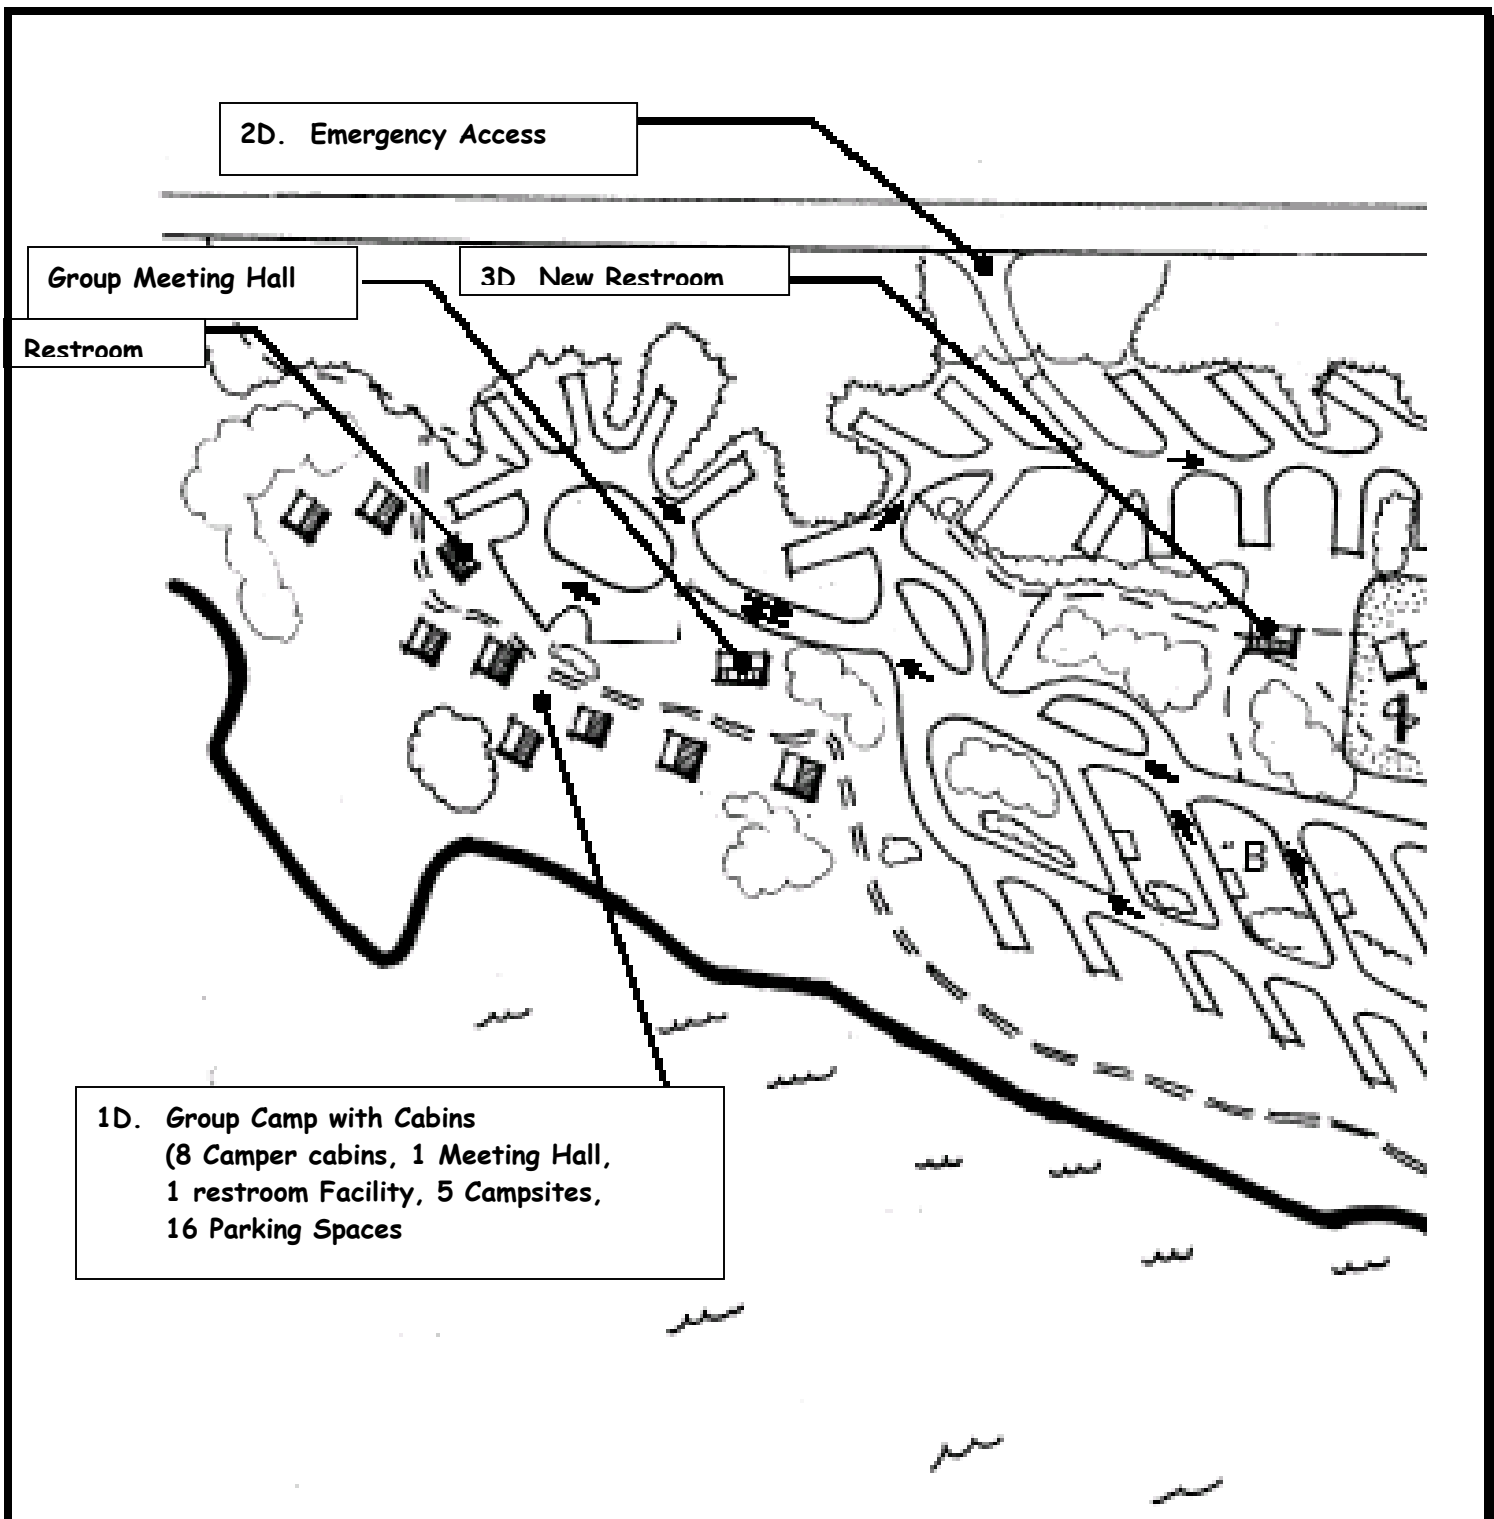 2D. Emergency Access
Group Meeting Hall
3D New Restroom
Restroom
"B
1D. Group Camp with Cabins
(8 Camper cabins, 1 Meeting Hall,
1 restroom Facility, 5 Campsites,
16 Parking Spaces